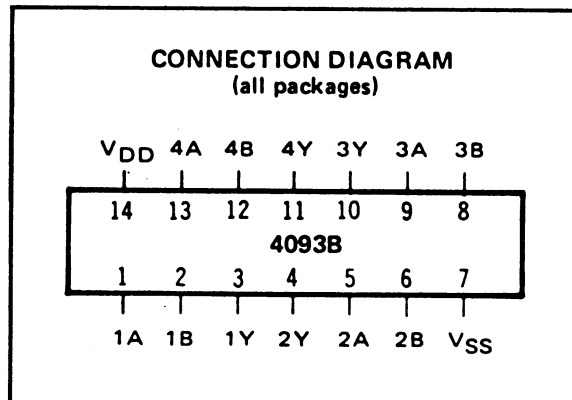 CONNECTION DIAGRAM
(all packages)
VDD 4A 4B 4Y 3Y 3A 3B
14 13 12 11 10 9 8
4093B
1 2 3 4 5 6 7
1A 1B 1Y 2Y 2A 2B VSS